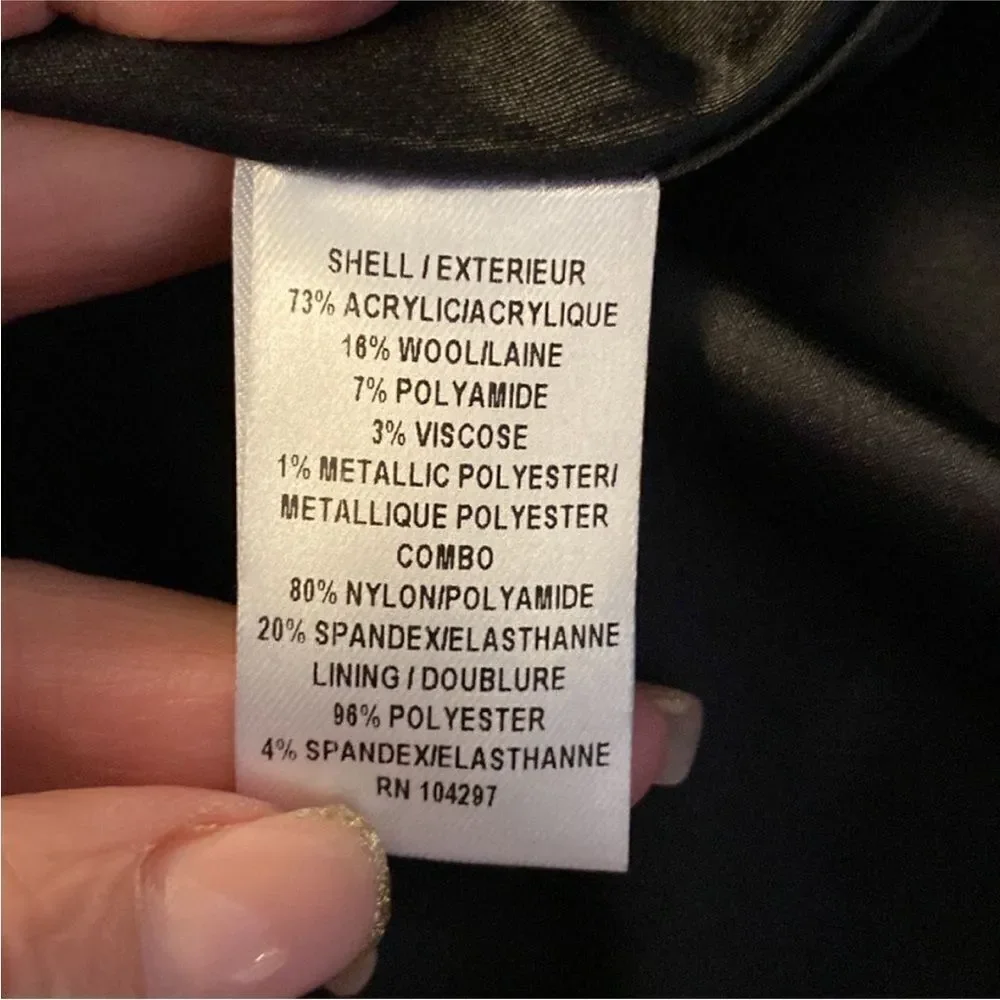 SHELL / EXTERIEUR
73% ACRYLIC/ACRYLIQUE
16% WOOL/LAINE
7% POLYAMIDE
3% VISCOSE
1% METALLIC POLYESTER/
METALLIQUE POLYESTER
COMBO
80% NYLON/POLYAMIDE
20% SPANDEX/ELASTHANNE
LINING / DOUBLURE
96% POLYESTER
4% SPANDEX/ELASTHANNE
RN 104297